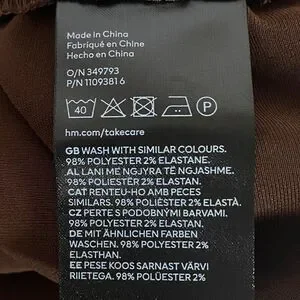 Made in China
Fabriqué en Chine
Hecho en China
O/N 349793
P/N 1109381 6
40 P
hm.com/takecare
GB WASH WITH SIMILAR COLOURS.
98% POLYESTER 2% ELASTANE.
AL LANI ME NGJYRA TË NGJASHME.
98% POLIESTËR 2% ELASTAN.
CAT RENTEU-HO AMB PECES
SIMILARS. 98% POLIÈSTER 2% ELASTÀ.
CZ PERTE S PODOBNÝMI BARVAMI.
98% POLYESTER 2% ELASTAN.
DE MIT ÄHNLICHEN FARBEN
WASCHEN. 98% POLYESTER 2%
ELASTHAN.
EE PESE KOOS SARNAST VÄRVI
RIIETEGA. 98% POLÜESTER 2%